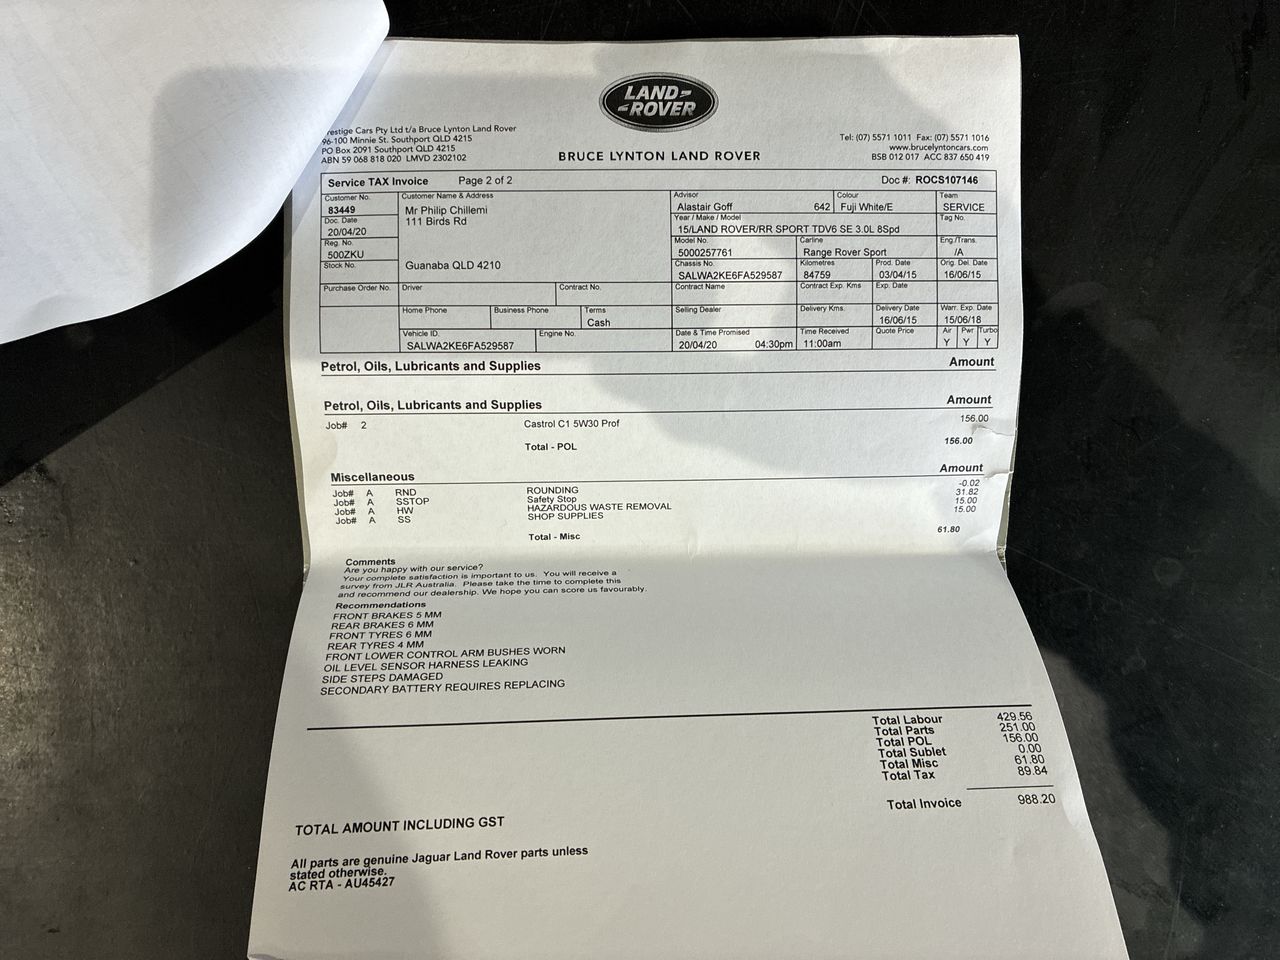 LAND-
-ROVER
restige Cars Pty Ltd t/a Bruce Lynton Land Rover
96-100 Minnie St. Southport QLD 4215
PO Box 2091 Southport QLD 4215
ABN 59 068 818 020 LMVD 2302102
BRUCE LYNTON LAND ROVER
Tel: (07) 5571 1011 Fax: (07) 5571 1016
www.brucelyntoncars.com
BSB 012 017 ACC 837 650 419
Service TAX Invoice Page 2 of 2 Doc #: ROCS107146
Customer No. Customer Name & Address Advisor Colour Team
83449 Mr Philip Chillemi Alastair Goff 642 Fuji White/E SERVICE
Doc. Date 111 Birds Rd Year / Make / Model Tag No.
20/04/20 15/LAND ROVER/RR SPORT TDV6 SE 3.0L 8Spd
Reg. No. Model No. Carline Eng./Trans.
500ZKU 5000257761 Range Rover Sport /A
Stock No. Guanaba QLD 4210 Chassis No. Kilometres Prod. Date Orig. Del. Date
SALWA2KE6FA529587 84759 03/04/15 16/06/15
Purchase Order No. Driver Contract No. Contract Name Contract Exp. Kms Exp. Date
Home Phone Business Phone Terms Selling Dealer Delivery Kms. Delivery Date Warr. Exp. Date
Cash 16/06/15 15/06/18
Vehicle ID. Engine No. Date & Time Promised Time Received Quote Price Air Pwr Turbo
SALWA2KE6FA529587 20/04/20 04:30pm 11:00am Y Y Y
Petrol, Oils, Lubricants and Supplies Amount
Petrol, Oils, Lubricants and Supplies Amount
Job# 2 Castrol C1 5W30 Prof 156.00
Total - POL 156.00
Miscellaneous Amount
Job# A RND ROUNDING -0.02
Job# A SSTOP Safety Stop 31.82
Job# A HW HAZARDOUS WASTE REMOVAL 15.00
Job# A SS SHOP SUPPLIES 15.00
Total - Misc 61.80
Comments
Are you happy with our service?
Your complete satisfaction is important to us. You will receive a
survey from JLR Australia. Please take the time to complete this
and recommend our dealership. We hope you can score us favourably.
Recommendations
FRONT BRAKES 5 MM
REAR BRAKES 6 MM
FRONT TYRES 6 MM
REAR TYRES 4 MM
FRONT LOWER CONTROL ARM BUSHES WORN
OIL LEVEL SENSOR HARNESS LEAKING
SIDE STEPS DAMAGED
SECONDARY BATTERY REQUIRES REPLACING
Total Labour 429.56
Total Parts 251.00
Total POL 156.00
Total Sublet 0.00
Total Misc 61.80
Total Tax 89.84
Total Invoice 988.20
TOTAL AMOUNT INCLUDING GST
All parts are genuine Jaguar Land Rover parts unless
stated otherwise.
AC RTA - AU45427